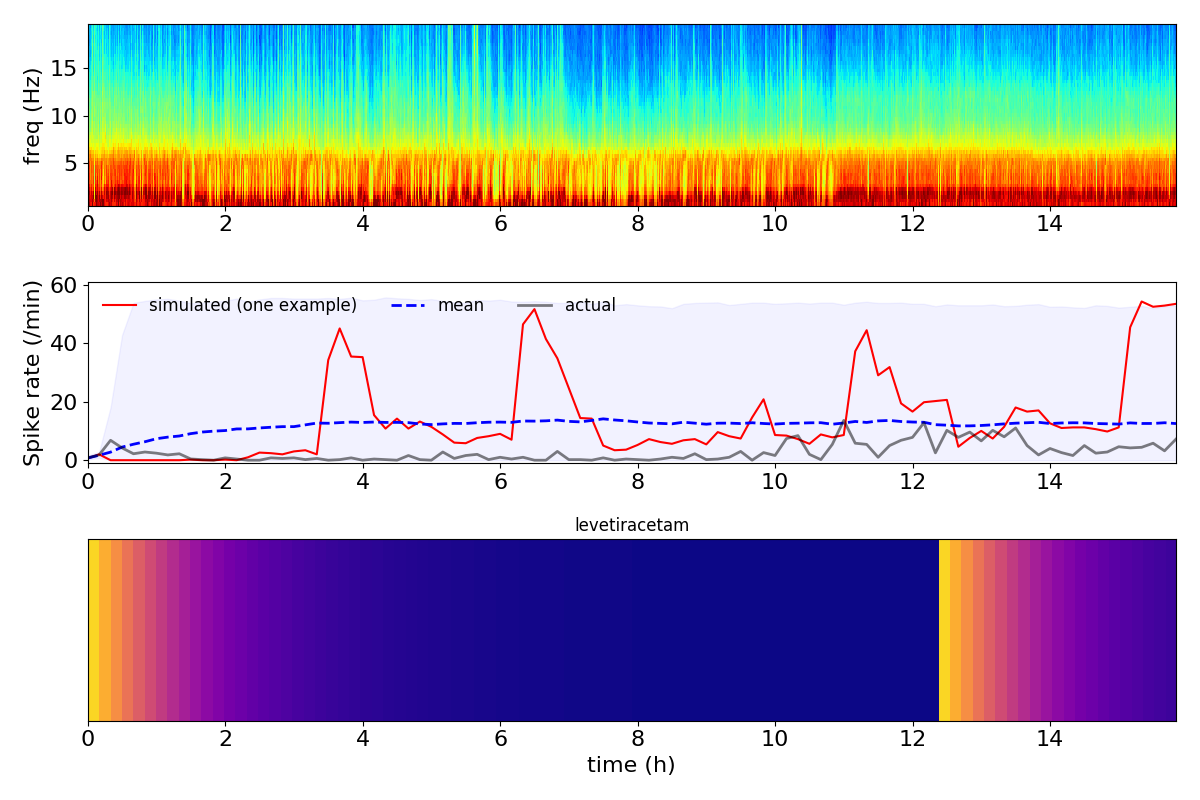 15
10
5
freq (Hz)
0 2 4 6 8 10 12 14
60
40
20
0
Spike rate (/min)
simulated (one example) mean actual
0 2 4 6 8 10 12 14
levetiracetam
0 2 4 6 8 10 12 14
time (h)